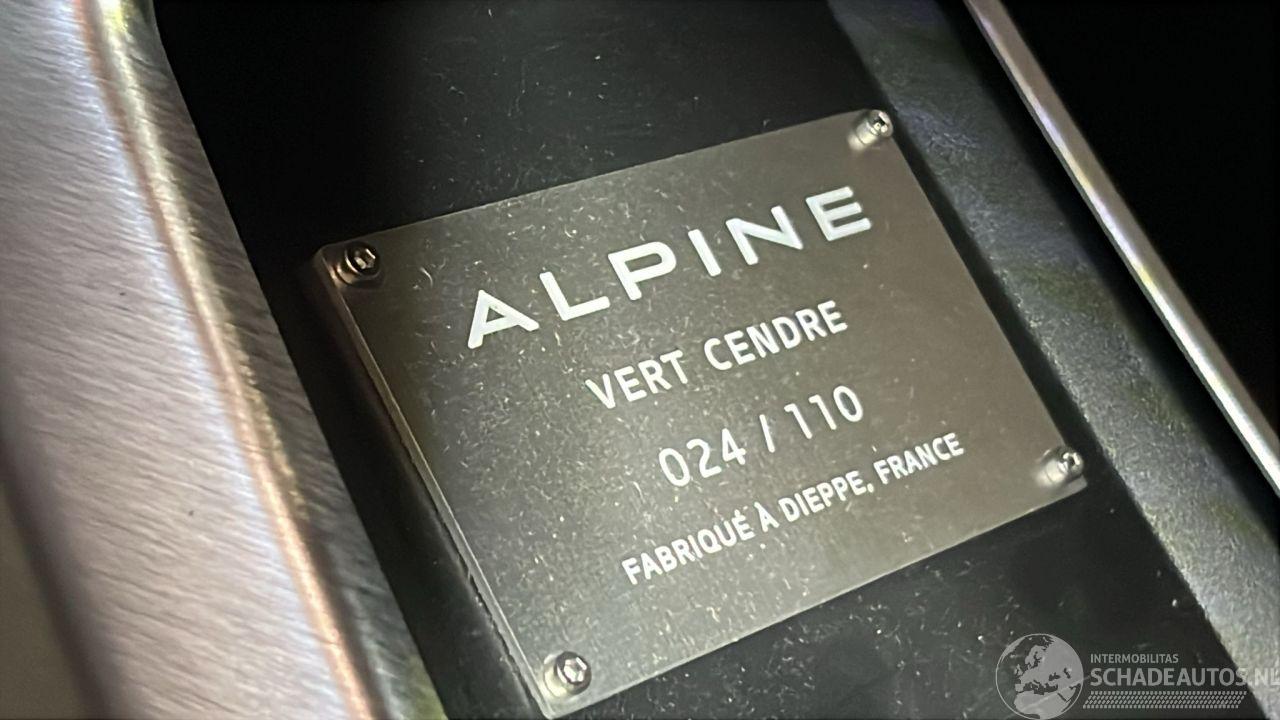 ALPINE
VERT CENDRE
024 / 110
FABRIQUÉ À DIEPPE, FRANCE
INTERMOBILITAS
SCHADEAUTOS.NL